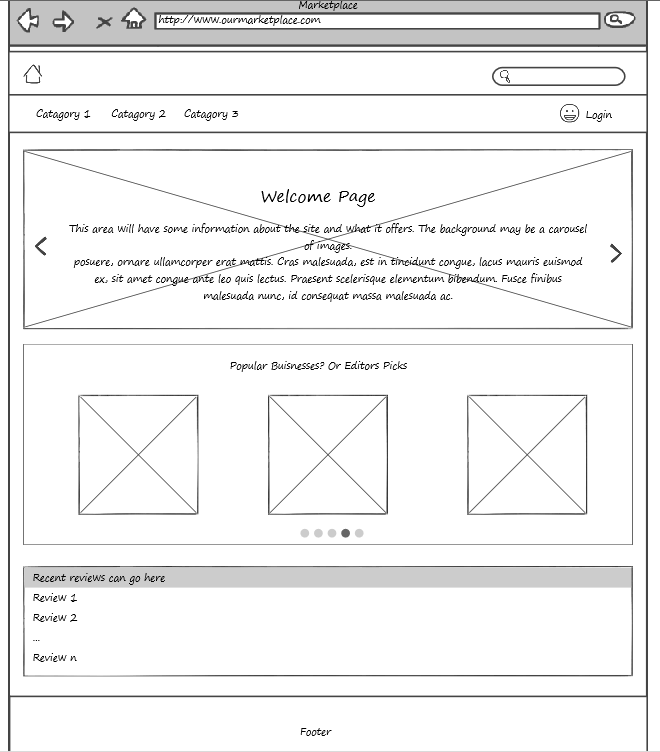 Marketplace
http://www.ourmarketplace.com
Catagory 1 Catagory 2 Catagory 3 Login
Welcome Page
This area will have some information about the site and what it offers. The background may be a carousel
of images.
posuere, ornare ullamcorper erat mattis. Cras malesuada, est in tincidunt congue, lacus mauris euismod
ex, sit amet congue ante leo quis lectus. Praesent scelerisque elementum bibendum. Fusce finibus
malesuada nunc, id consequat massa malesuada ac.
Popular Buisnesses? Or Editors Picks
Recent reviews can go here
Review 1
Review 2
...
Review n
Footer